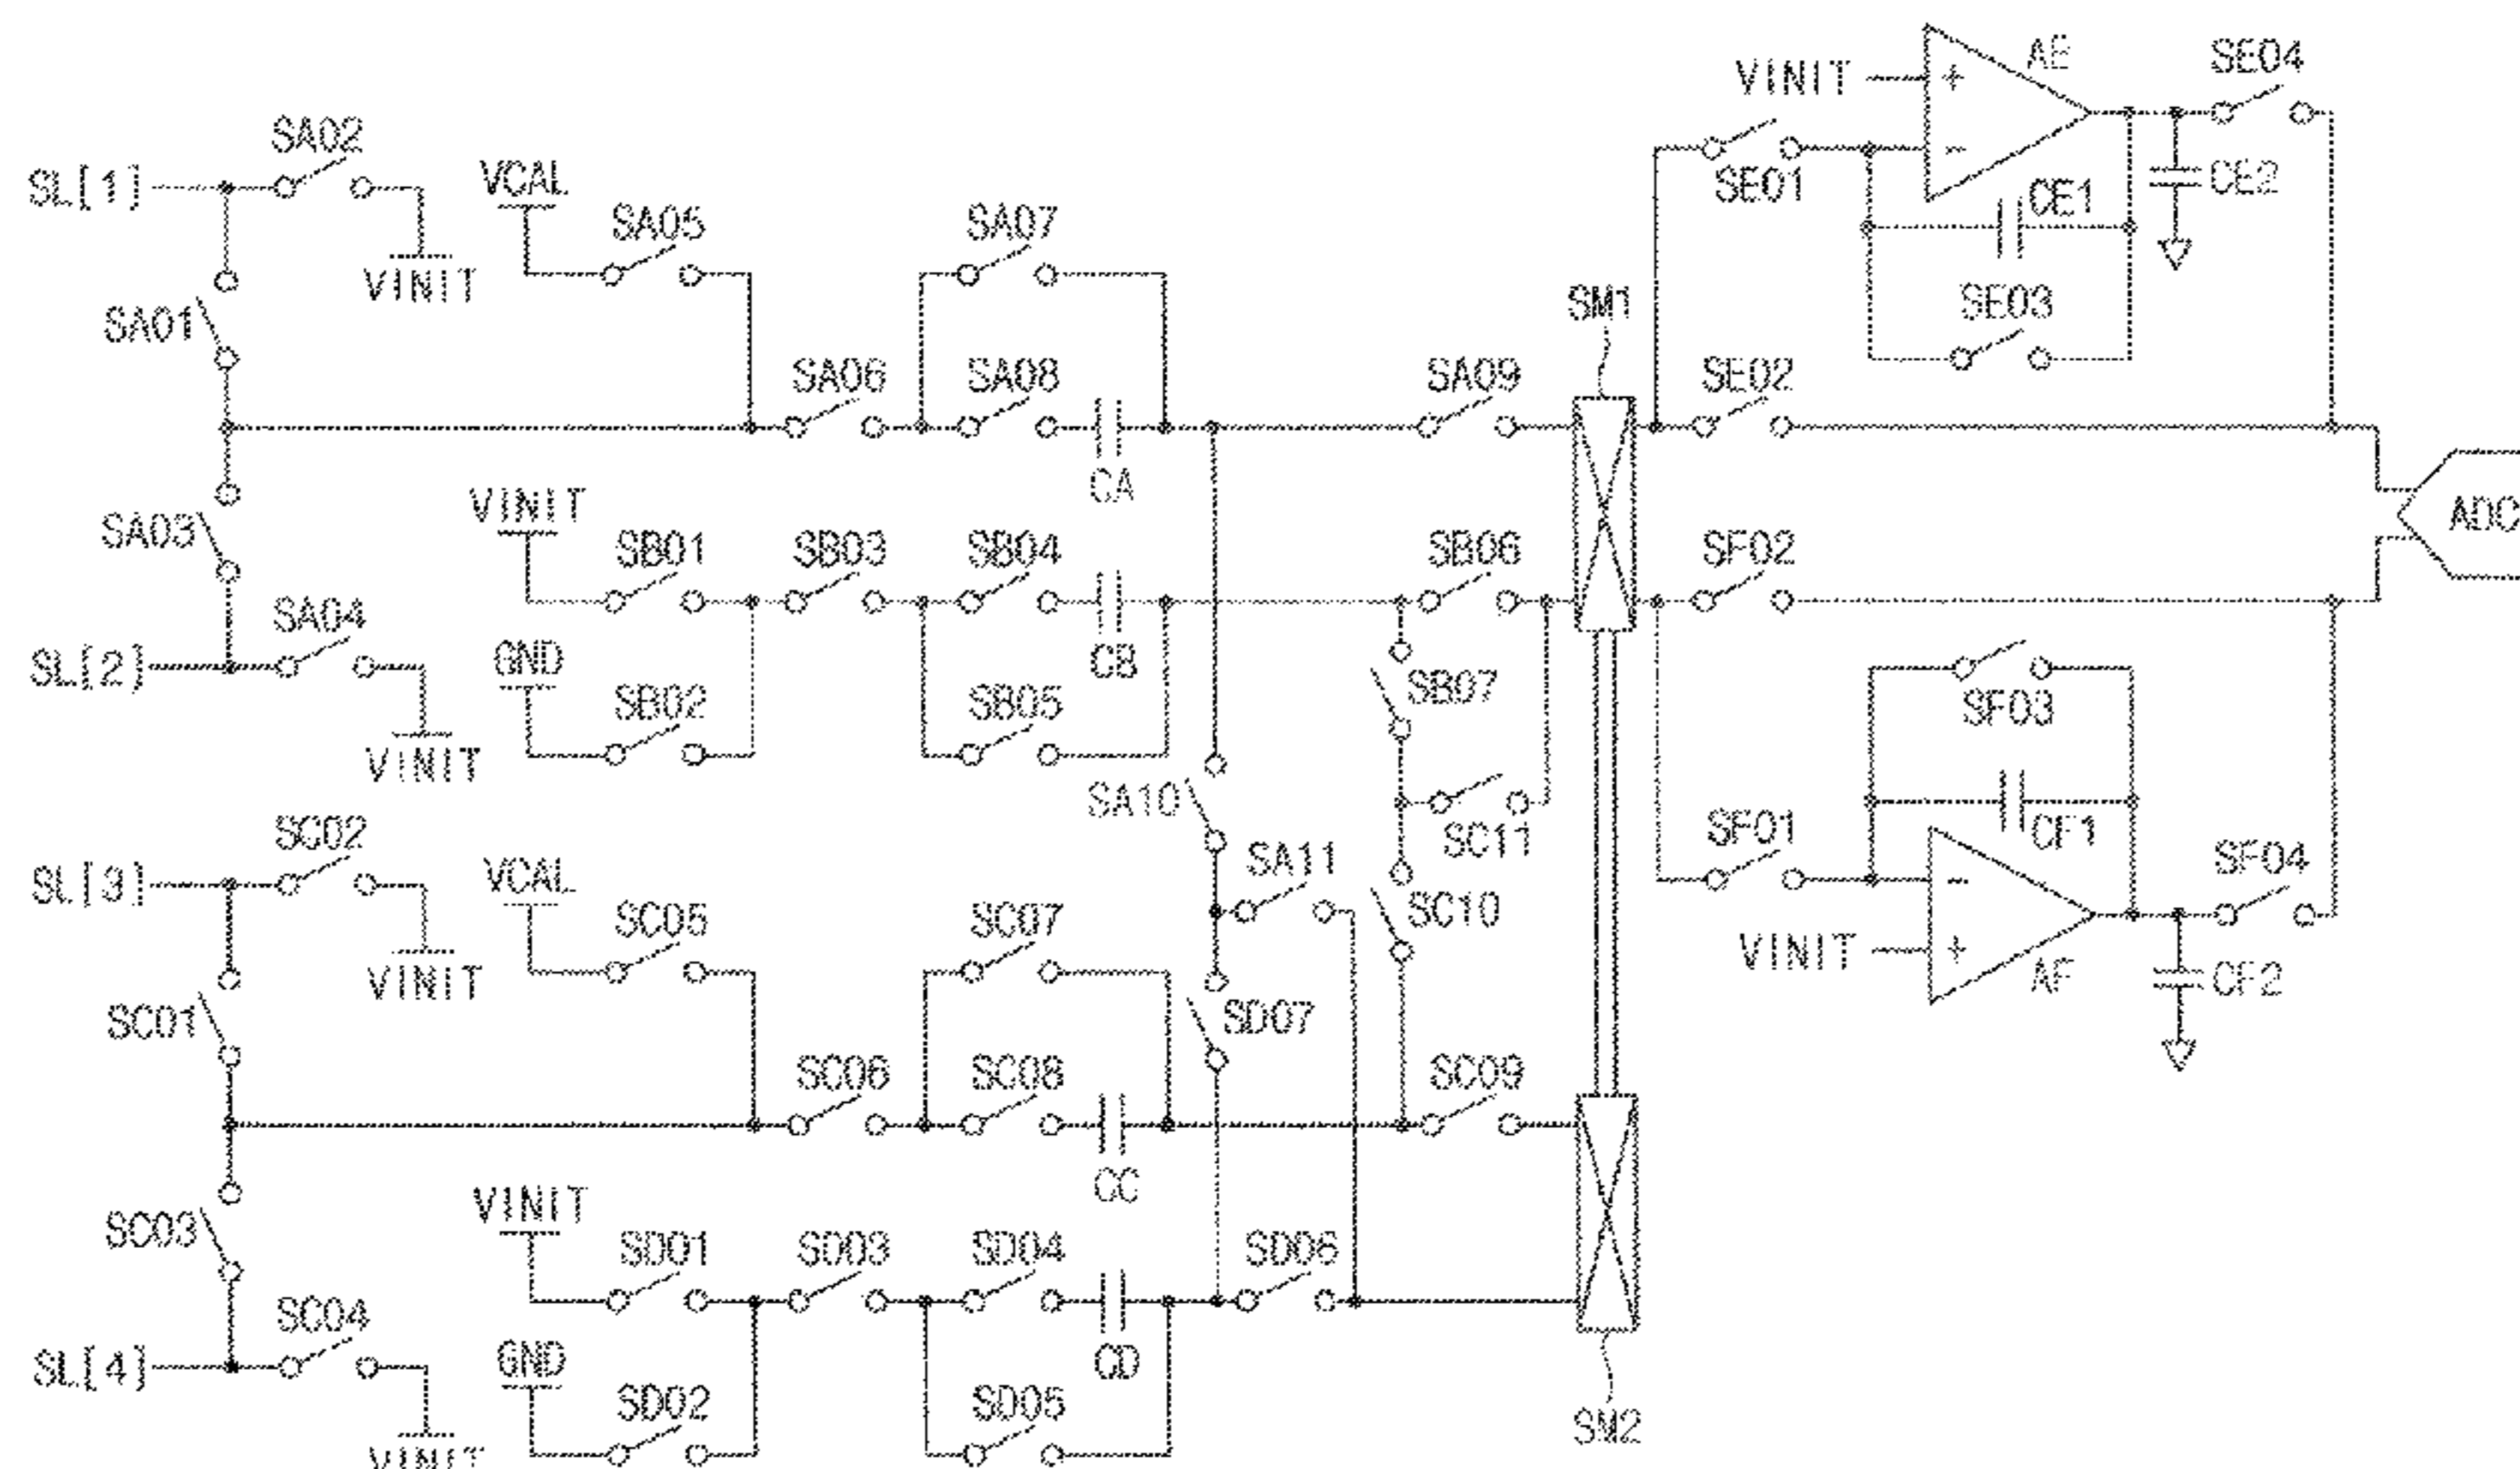 AE
SE04
VINIT
+
SA02
SL[1]
−
SE01
CE2
VCAL
SA05
SA07
CE1
VINIT
SA01
SM1
SE03
SA06
SA08
SA09
SE02
CA
VINIT
ADC
SA03
SB01
SB03
SB04
SB06
SF02
SA04
GND
CB
SL[2]
SB07
SB02
SB05
SF03
VINIT
SA10
SC02
SC11
SF01
CF1
SL[3]
VCAL
SA11
SF04
−
SC05
SC07
SC10
VINIT
VINIT
+
AF
CF2
SC01
SD07
SC06
SC08
SC09
CC
VINIT
SC03
SD01
SD03
SD04
SD06
SC04
GND
CD
SL[4]
SD02
SD05
SM2
VINIT